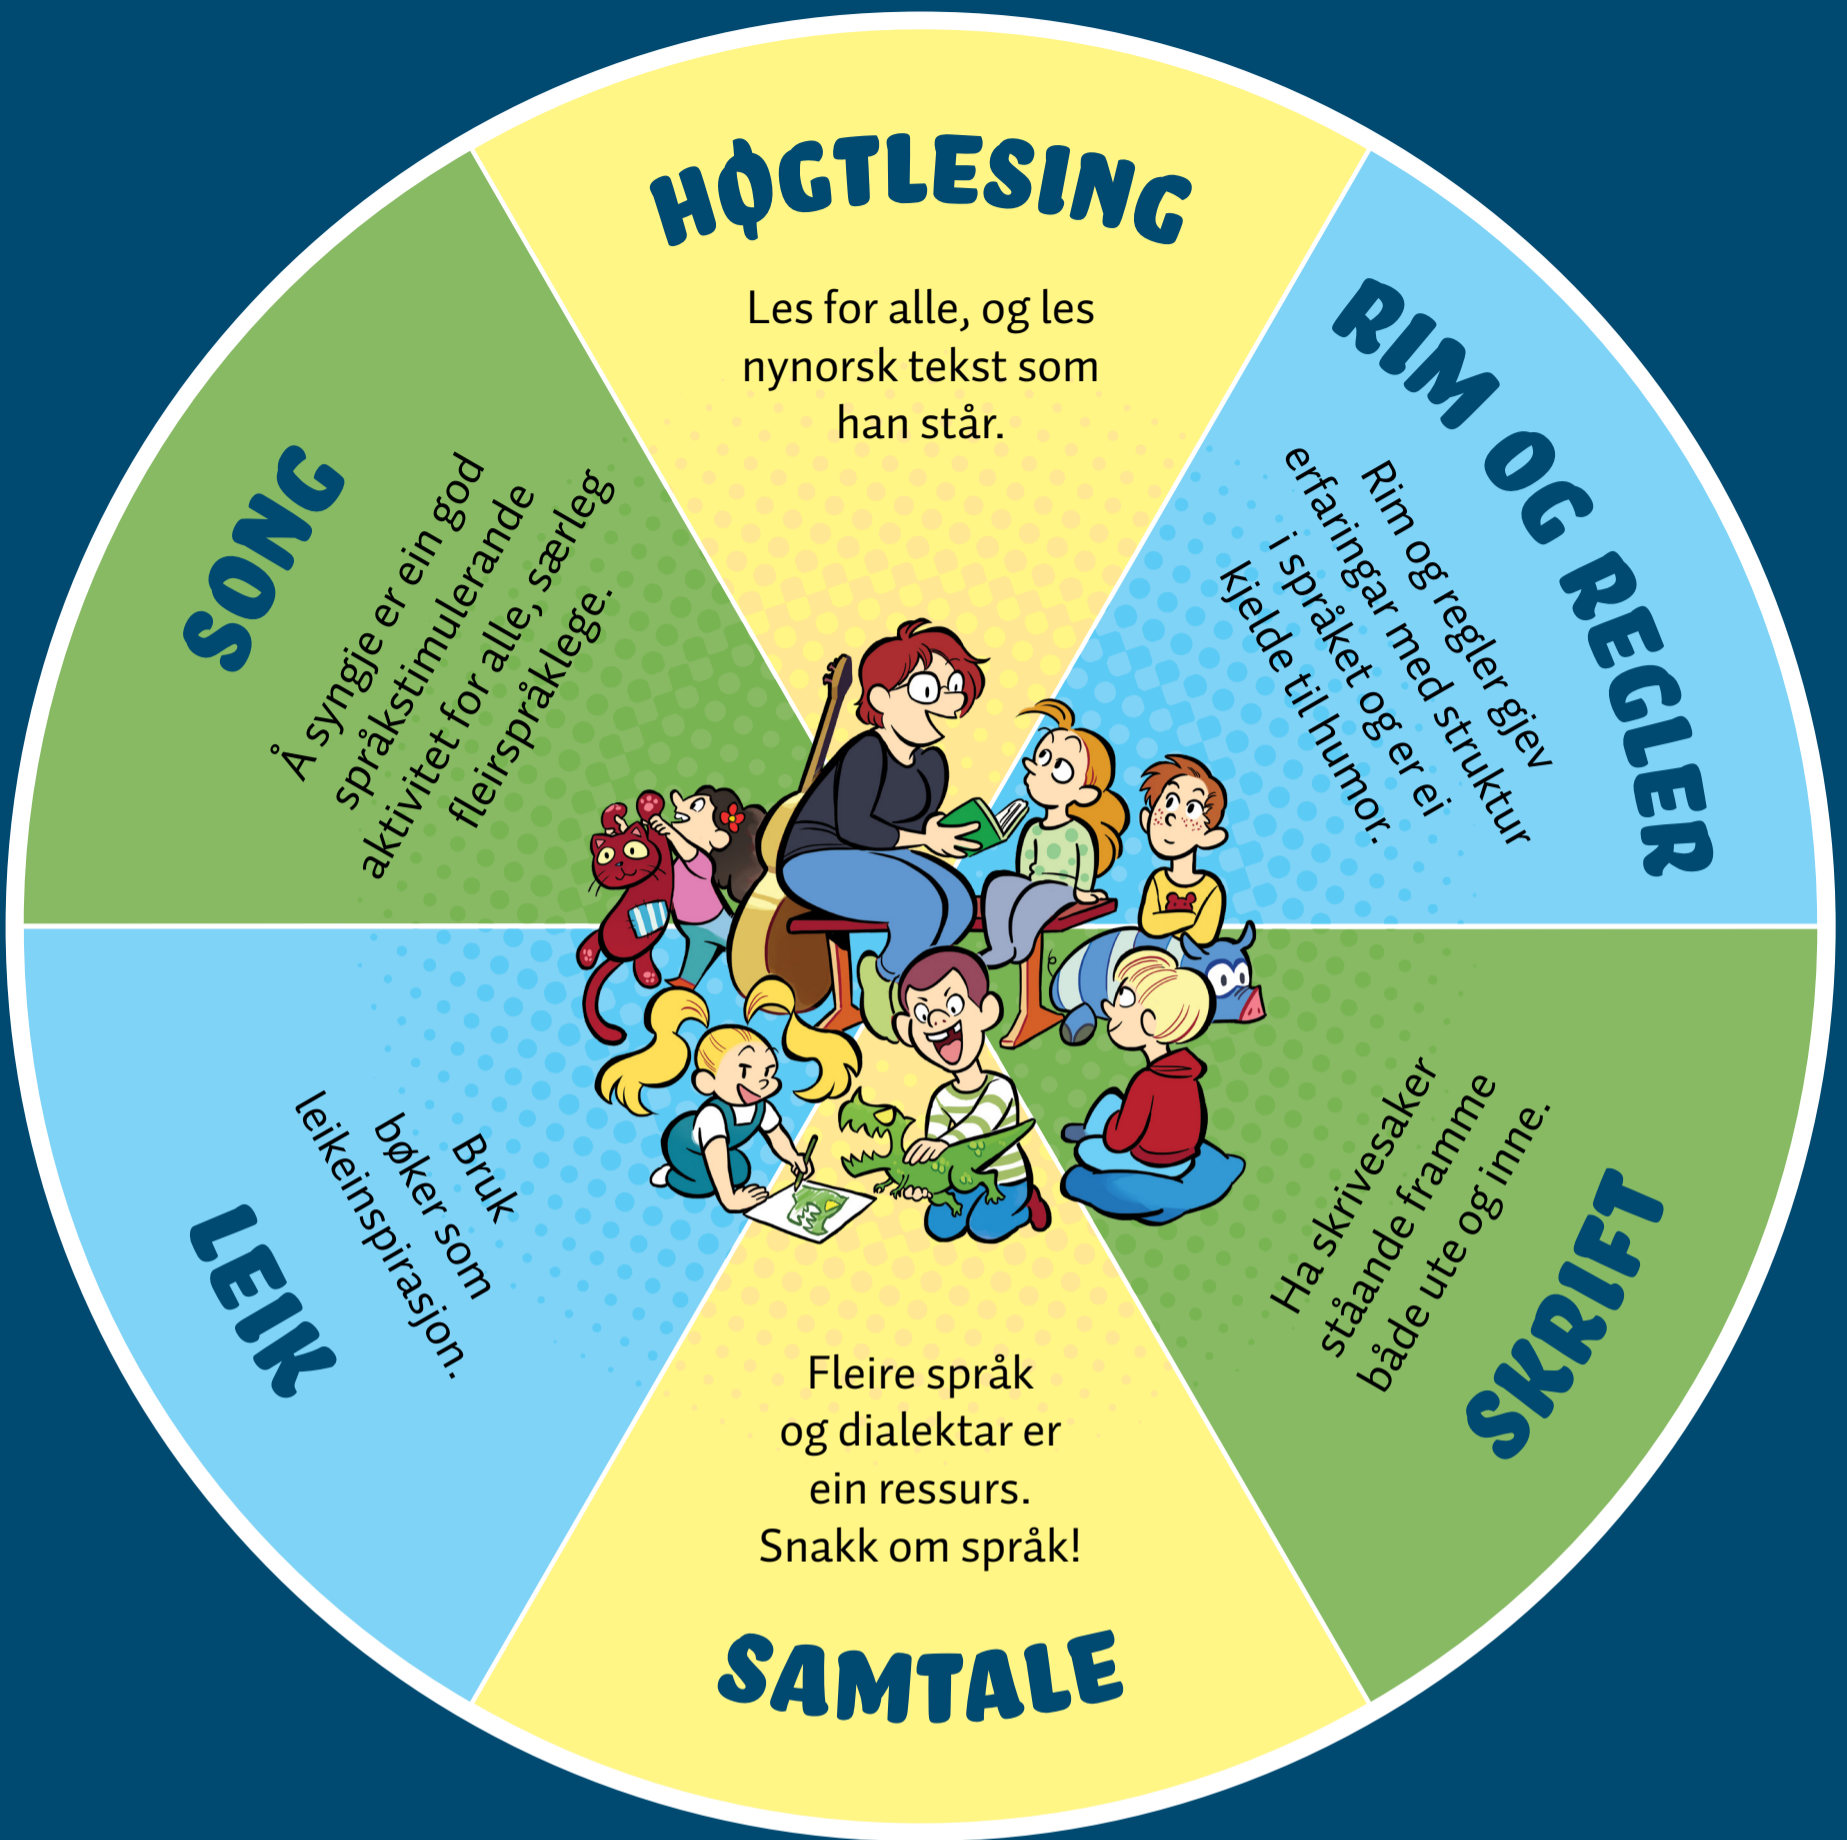 HØGTLESING
Les for alle, og les
nynorsk tekst som
han står.
RIM OG REGLER
Rim og regler gjev
erfaringar med struktur
i språket og er ei
kjelde til humor.
SKRIFT
Ha skrivesaker
ståande framme
både ute og inne.
SAMTALE
Fleire språk
og dialektar er
ein ressurs.
Snakk om språk!
LEIK
Bruk
bøker som
leikeinspirasjon.
SONG
Å syngje er ein god
språkstimulerande
aktivitet for alle, særleg
fleirspråklege.